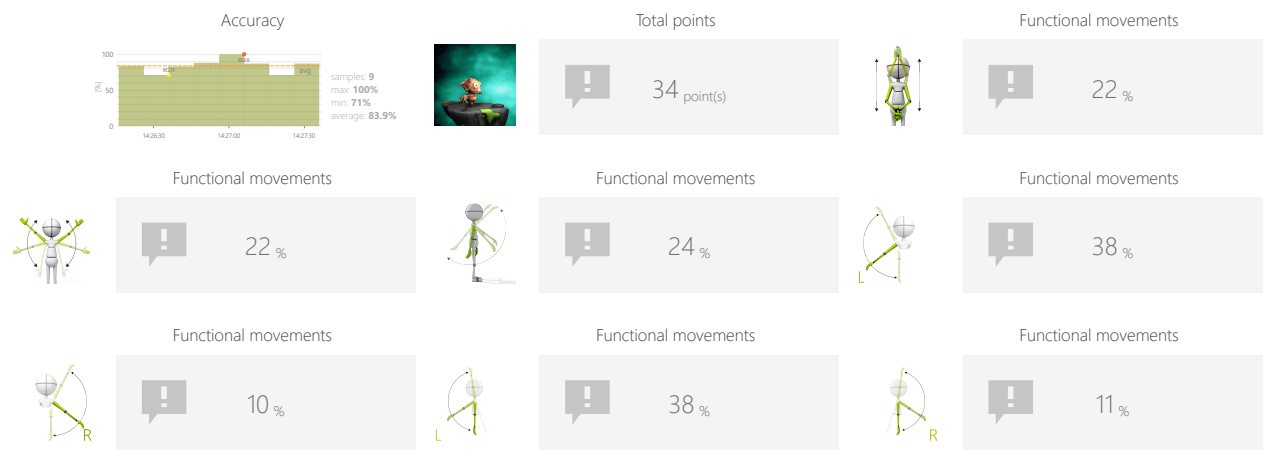 Accuracy
Total points
Functional movements
100
50
0
[%]
min
max
avg
14:26:30
14:27:00
14:27:30
samples: 9
max: 100%
min: 71%
average: 83.9%
34 point(s)
22 %
Functional movements
Functional movements
Functional movements
22 %
24 %
L
38 %
Functional movements
Functional movements
Functional movements
R
10 %
L
38 %
R
11 %